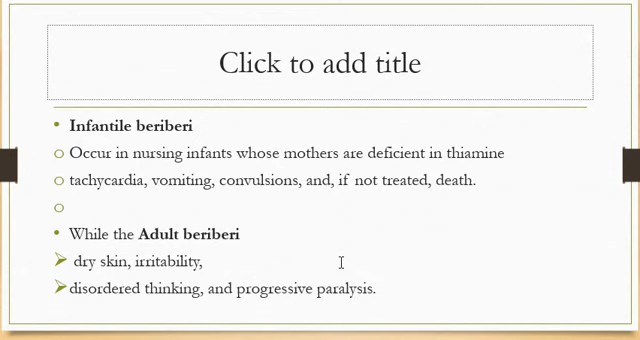 Click to add title
• Infantile beriberi
o Occur in nursing infants whose mothers are deficient in thiamine
o tachycardia, vomiting, convulsions, and, if not treated, death.
o
• While the Adult beriberi
➢ dry skin, irritability,
➢ disordered thinking, and progressive paralysis.